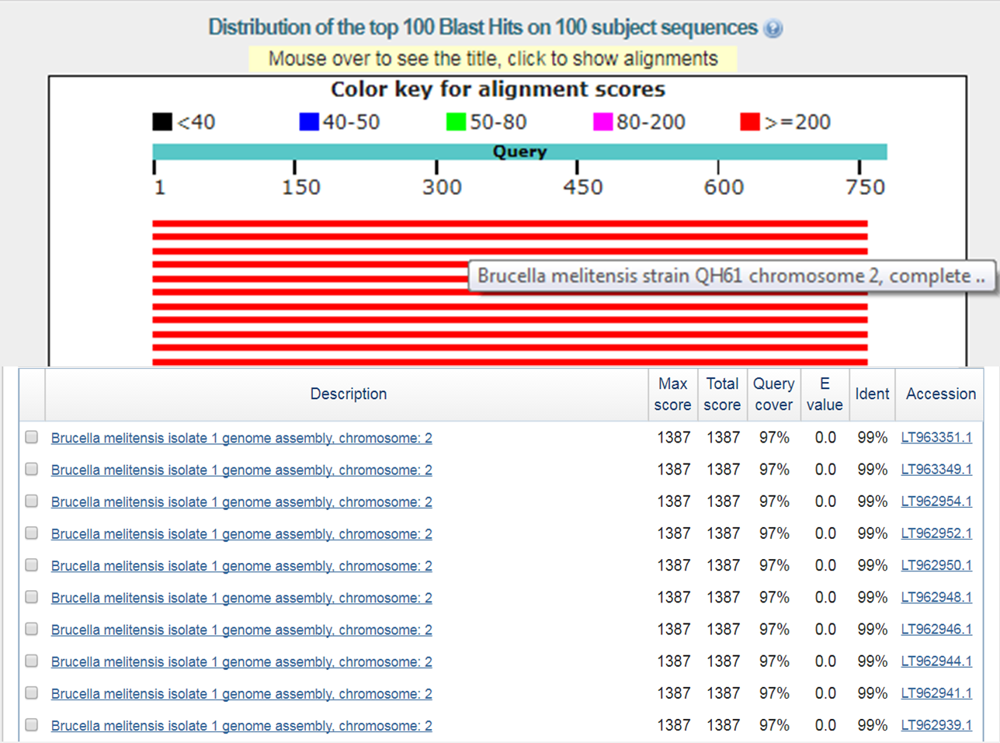 Distribution of the top 100 Blast Hits on 100 subject sequences ?
Mouse over to see the title, click to show alignments
Color key for alignment scores
<40 40-50 50-80 80-200 >=200
Query
1 150 300 450 600 750
Brucella melitensis strain QH61 chromosome 2, complete ..
Description Max score Total score Query cover E value Ident Accession
Brucella melitensis isolate 1 genome assembly, chromosome: 2 1387 1387 97% 0.0 99% LT963351.1
Brucella melitensis isolate 1 genome assembly, chromosome: 2 1387 1387 97% 0.0 99% LT963349.1
Brucella melitensis isolate 1 genome assembly, chromosome: 2 1387 1387 97% 0.0 99% LT962954.1
Brucella melitensis isolate 1 genome assembly, chromosome: 2 1387 1387 97% 0.0 99% LT962952.1
Brucella melitensis isolate 1 genome assembly, chromosome: 2 1387 1387 97% 0.0 99% LT962950.1
Brucella melitensis isolate 1 genome assembly, chromosome: 2 1387 1387 97% 0.0 99% LT962948.1
Brucella melitensis isolate 1 genome assembly, chromosome: 2 1387 1387 97% 0.0 99% LT962946.1
Brucella melitensis isolate 1 genome assembly, chromosome: 2 1387 1387 97% 0.0 99% LT962944.1
Brucella melitensis isolate 1 genome assembly, chromosome: 2 1387 1387 97% 0.0 99% LT962941.1
Brucella melitensis isolate 1 genome assembly, chromosome: 2 1387 1387 97% 0.0 99% LT962939.1